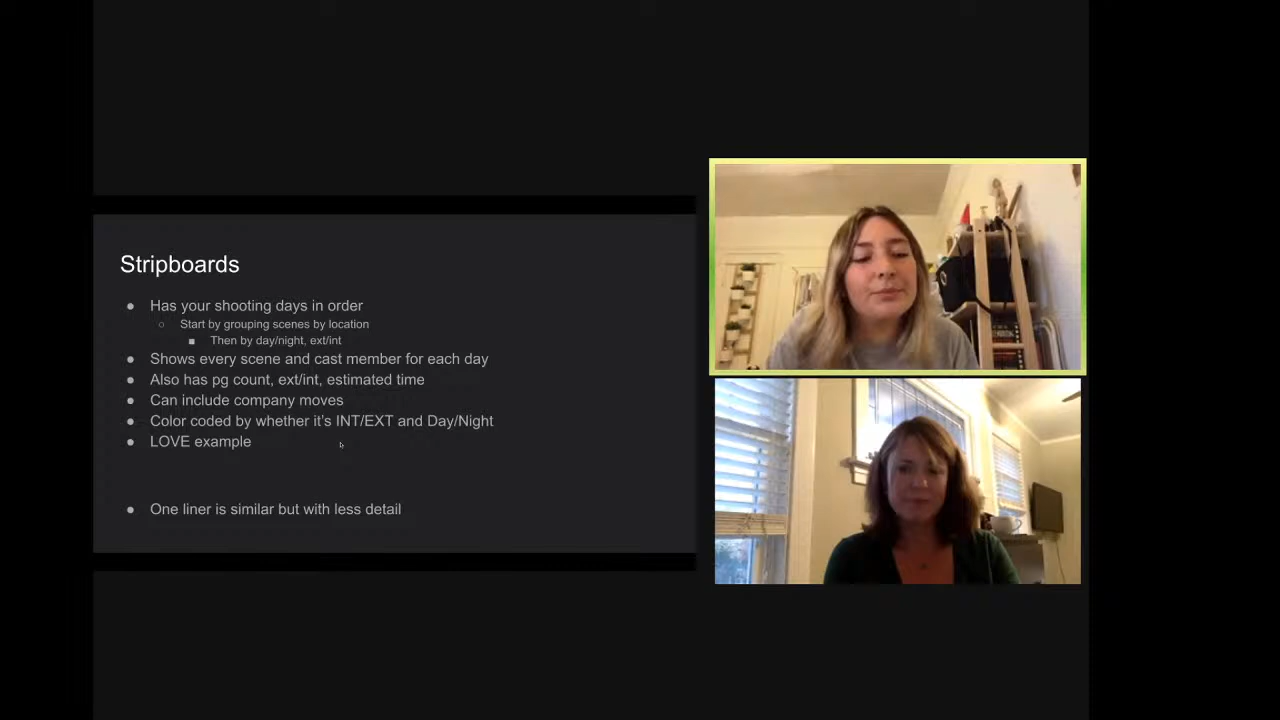 Stripboards
● Has your shooting days in order
○ Start by grouping scenes by location
■ Then by day/night, ext/int
● Shows every scene and cast member for each day
● Also has pg count, ext/int, estimated time
● Can include company moves
● Color coded by whether it's INT/EXT and Day/Night
● LOVE example
● One liner is similar but with less detail